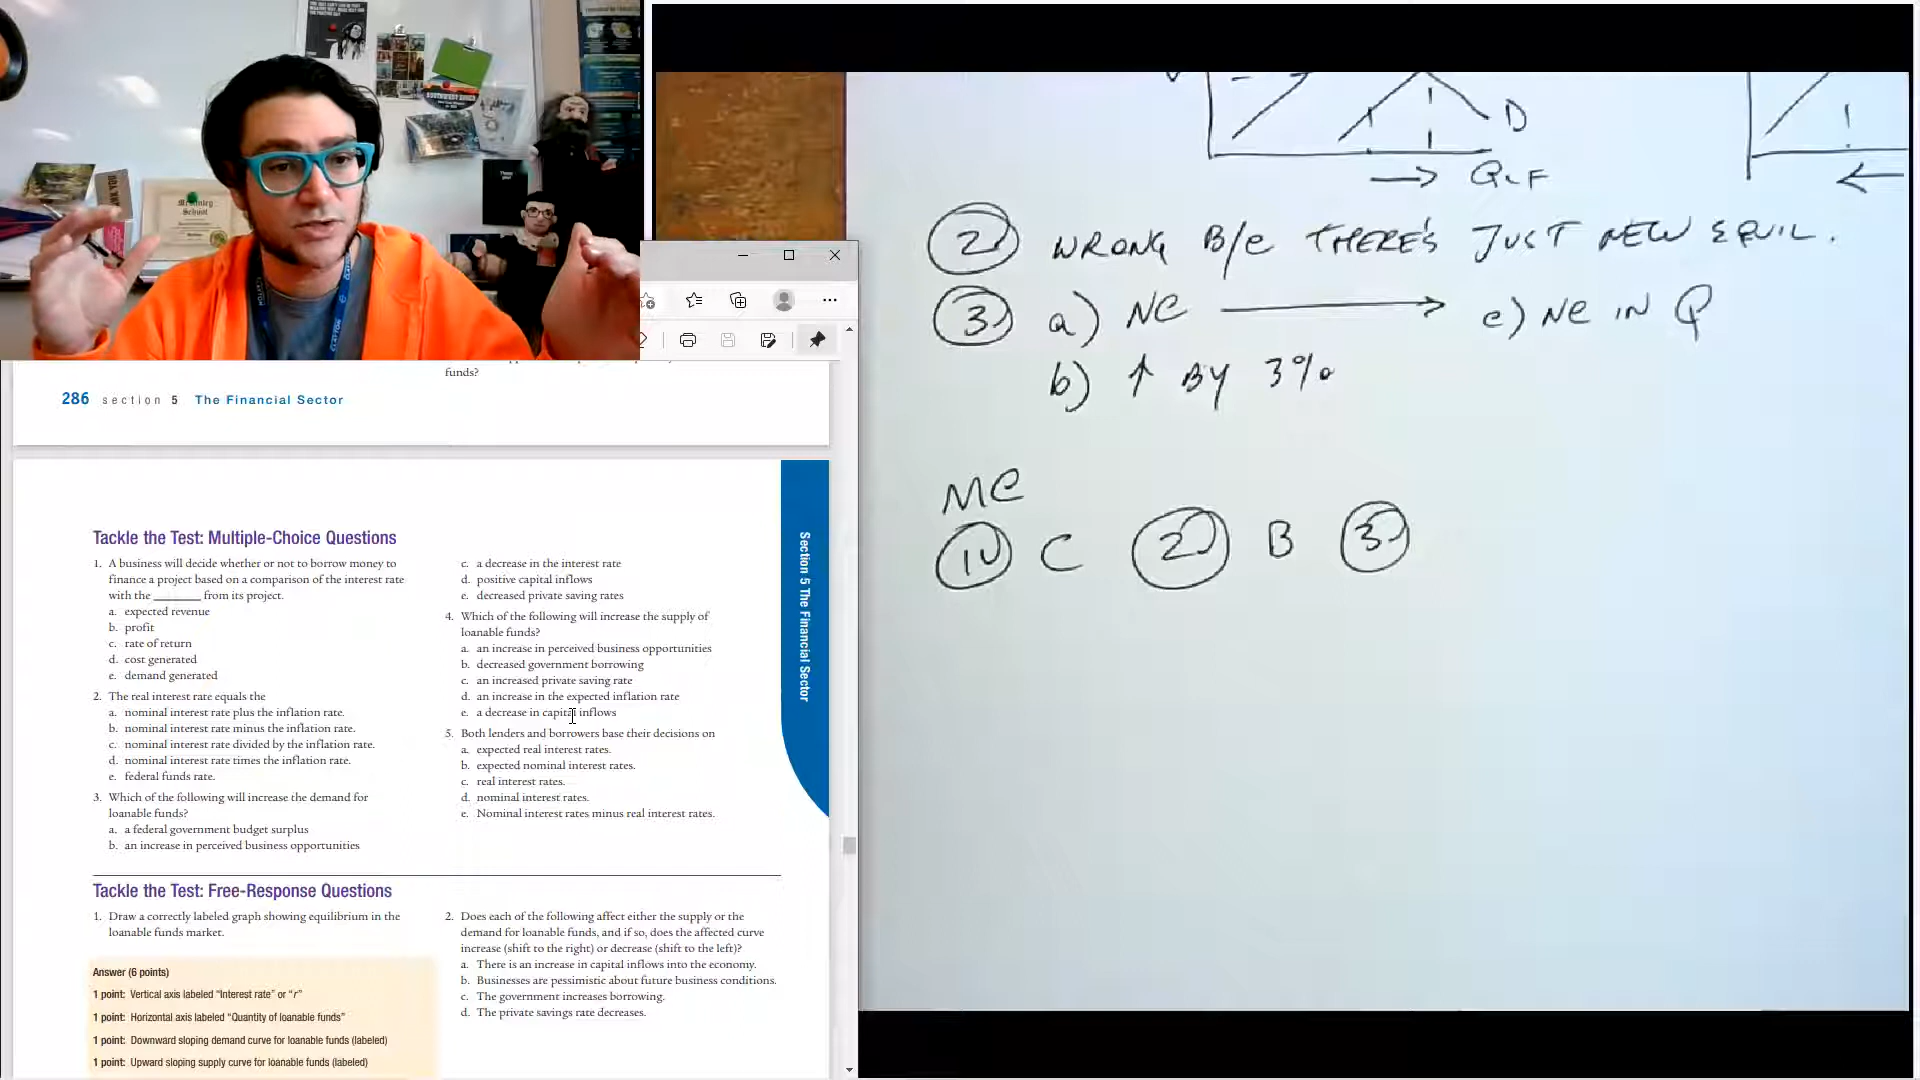 McKinley
School
THANK YOU
CLAYTON
SOUTHWEST
funds?
286 section 5 The Financial Sector
Tackle the Test: Multiple-Choice Questions
1. A business will decide whether or not to borrow money to
finance a project based on a comparison of the interest rate
with the ________ from its project.
a. expected revenue
b. profit
c. rate of return
d. cost generated
e. demand generated
2. The real interest rate equals the
a. nominal interest rate plus the inflation rate.
b. nominal interest rate minus the inflation rate.
c. nominal interest rate divided by the inflation rate.
d. nominal interest rate times the inflation rate.
e. federal funds rate.
3. Which of the following will increase the demand for
loanable funds?
a. a federal government budget surplus
b. an increase in perceived business opportunities
c. a decrease in the interest rate
d. positive capital inflows
e. decreased private saving rates
4. Which of the following will increase the supply of
loanable funds?
a. an increase in perceived business opportunities
b. decreased government borrowing
c. an increased private saving rate
d. an increase in the expected inflation rate
e. a decrease in capital inflows
5. Both lenders and borrowers base their decisions on
a. expected real interest rates.
b. expected nominal interest rates.
c. real interest rates.
d. nominal interest rates.
e. Nominal interest rates minus real interest rates.
Section 5 The Financial Sector
Tackle the Test: Free-Response Questions
1. Draw a correctly labeled graph showing equilibrium in the
loanable funds market.
Answer (6 points)
1 point: Vertical axis labeled “Interest rate” or “r”
1 point: Horizontal axis labeled “Quantity of loanable funds”
1 point: Downward sloping demand curve for loanable funds (labeled)
1 point: Upward sloping supply curve for loanable funds (labeled)
2. Does each of the following affect either the supply or the
demand for loanable funds, and if so, does the affected curve
increase (shift to the right) or decrease (shift to the left)?
a. There is an increase in capital inflows into the economy.
b. Businesses are pessimistic about future business conditions.
c. The government increases borrowing.
d. The private savings rate decreases.
D
→ QLF ←
2 WRONG B/C THERE'S JUST NEW EQUIL.
3 a) NC → c) NC IN Q
b) ↑ BY 3%
MC
1 C 2 B 3